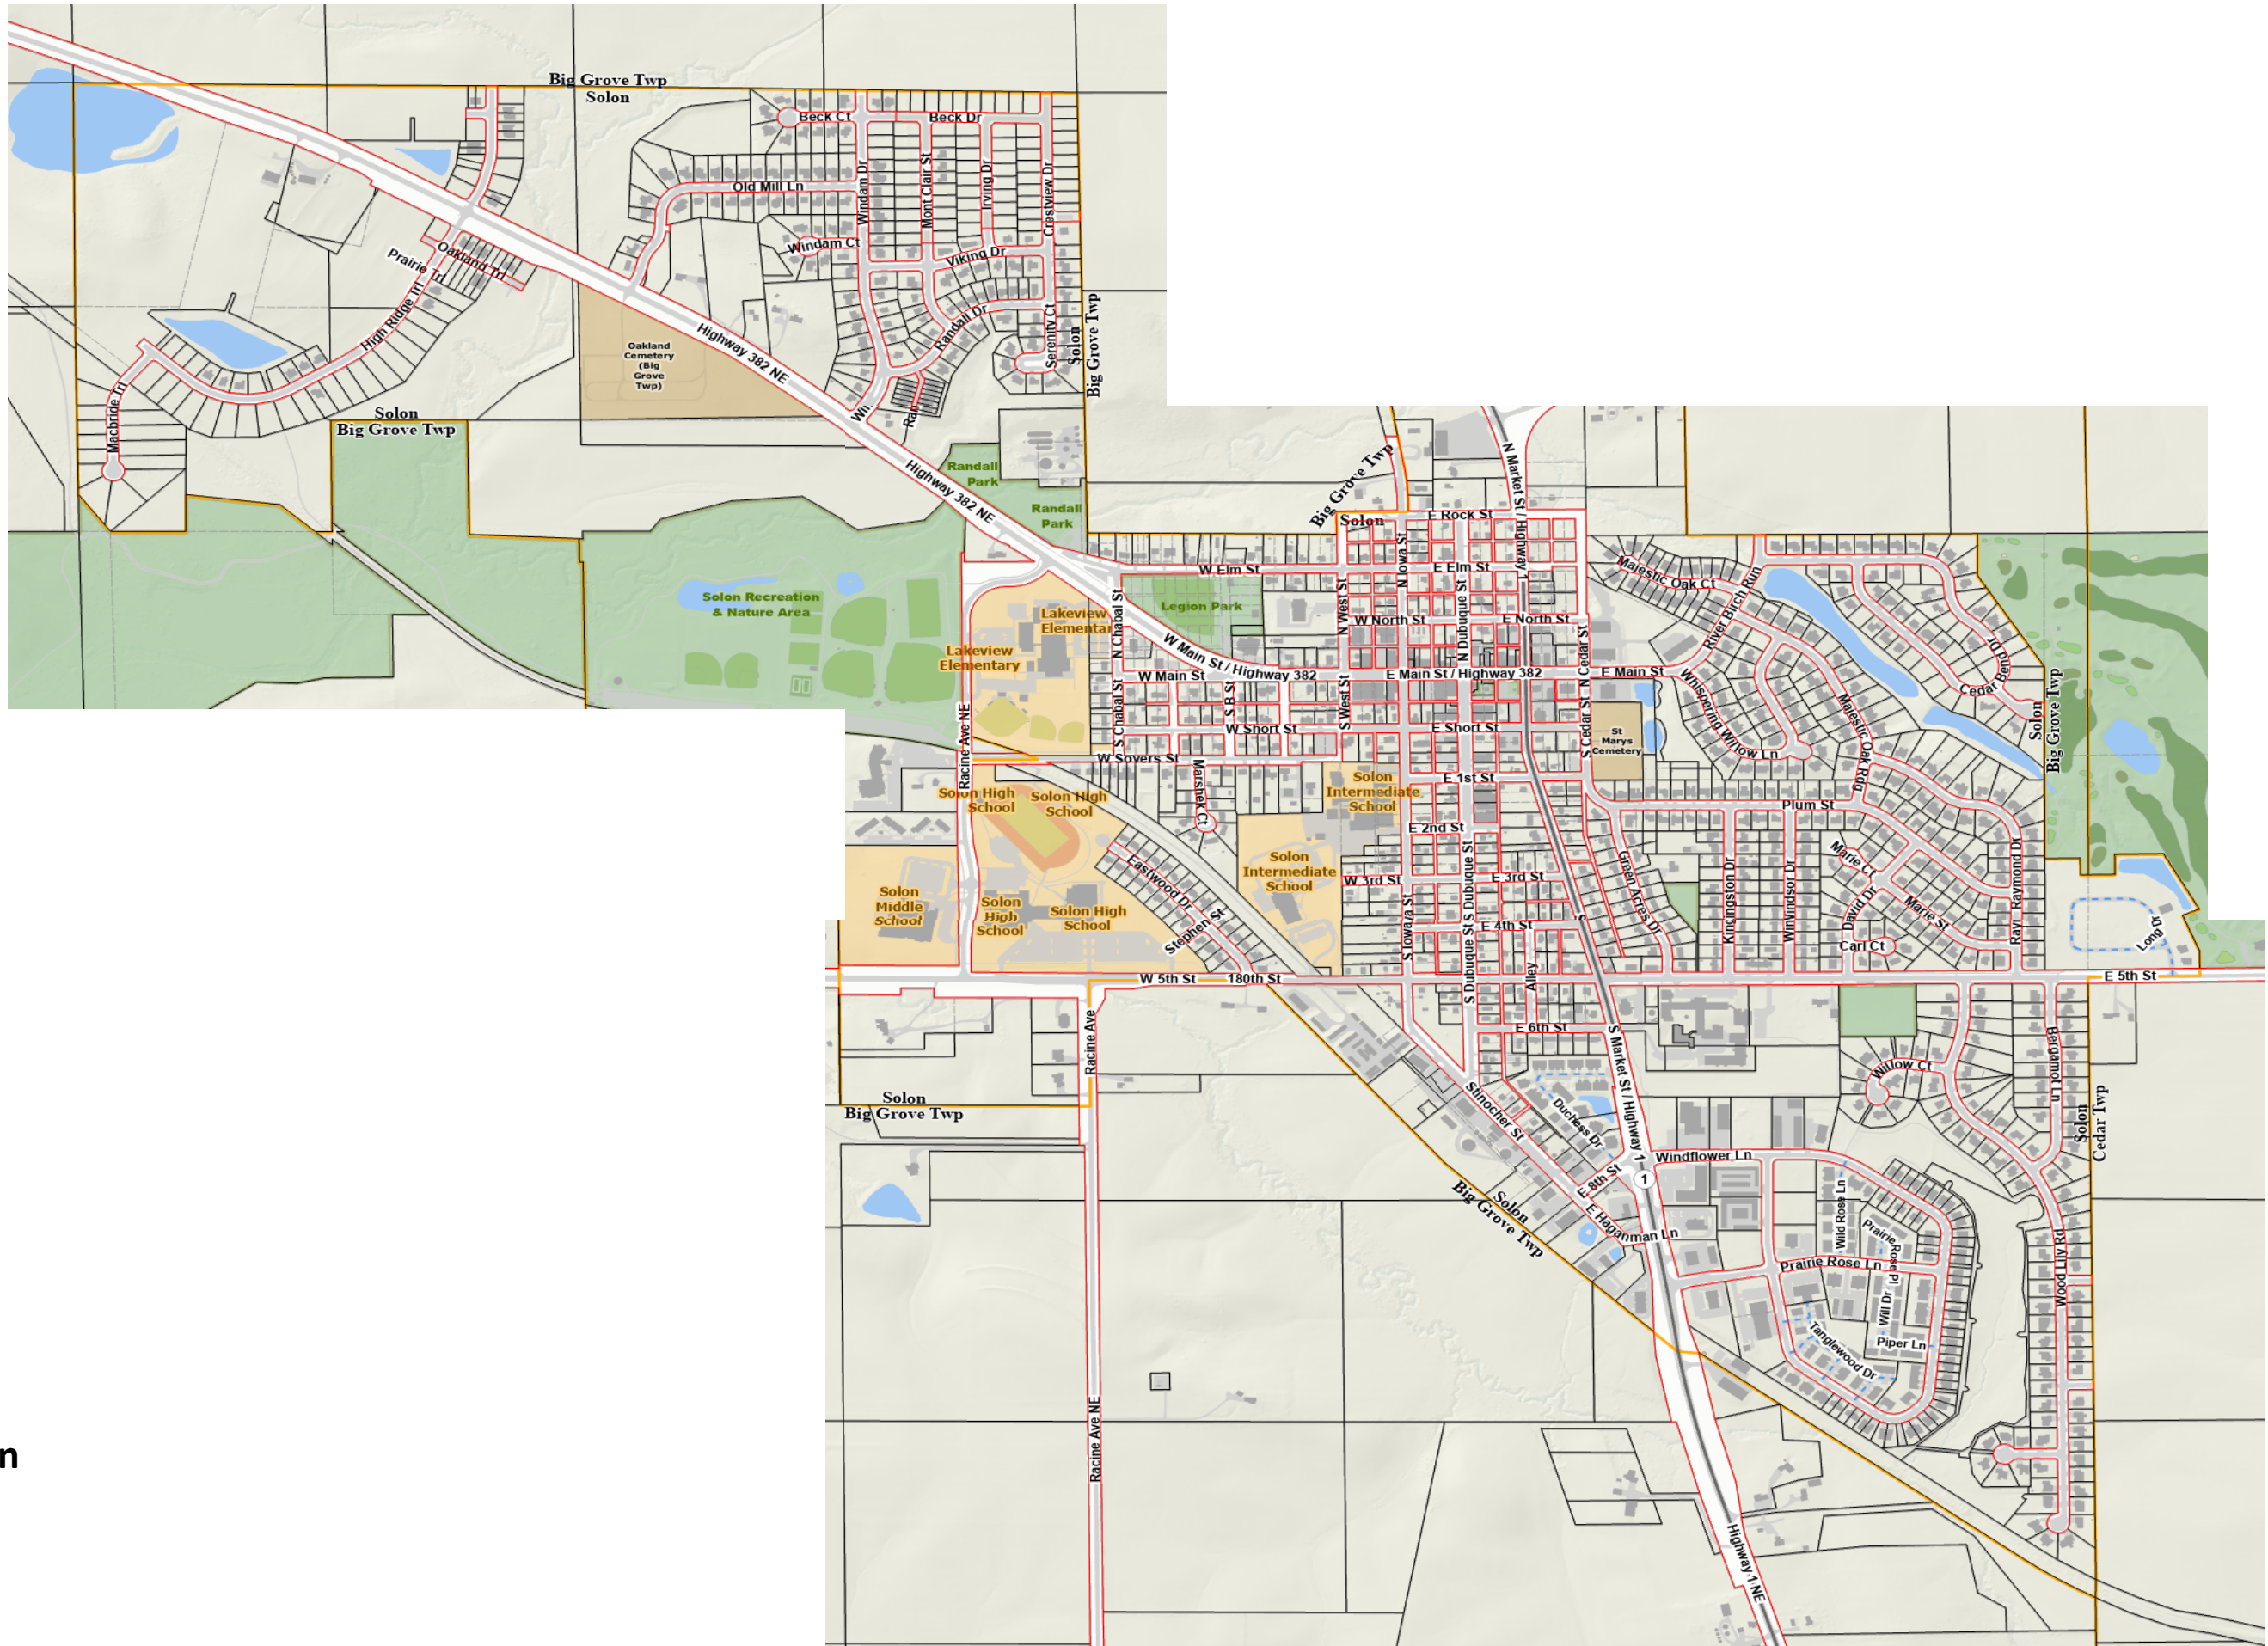 Big Grove Twp
Solon
Beck Ct
Beck Dr
Old Mill Ln
Windam Dr
Mont Clair St
Irving Dr
Crestview Dr
Windam Ct
Viking Dr
Oakland Trl
Prairie Trl
High Ridge Trl
Macbride Trl
Randall Dr
Serenity Ct
Solon
Big Grove Twp
Oakland
Cemetery
(Big
Grove
Twp)
Highway 382 NE
Solon
Big Grove Twp
Highway 382 NE
Randall
Park
Randall
Park
Big Grove Twp
Solon
N Market St / Highway 1
E Rock St
W Elm St
E Elm St
N Iowa St
N West St
N Dubuque St
W North St
E North St
N Cedar St
Majestic Oak Ct
River Birch Run
Solon Recreation
& Nature Area
Legion Park
Lakeview
Elementar
Lakeview
Elementary
N Chabal St
W Main St / Highway 382
W Main St
E Main St / Highway 382
E Main St
Cedar Bend Dr
Solon
Big Grove Twp
Whispering Willow Ln
Majestic Oak Rdg
S Chabal St
S B St
S West St
W Short St
E Short St
S Cedar St
St
Marys
Cemetery
Racine Ave NE
W Sovers St
Marshek Ct
E 1st St
Solon
Intermediate
School
Solon High
School
Solon High
School
Plum St
E 2nd St
Eastwood Dr
Stephen St
Solon
Intermediate
School
W 3rd St
E 3rd St
S Dubuque St
Green Acres Dr
Kingston Dr
Windsor Dr
Marie Ct
David Dr
Marie St
Carl Ct
Raymond Dr
Solon
Middle
School
Solon
High
School
Solon High
School
S Iowa St
E 4th St
S Dubuque St
Long Dr
W 5th St
180th St
Alley
E 5th St
Racine Ave
E 6th St
S Market St / Highway 1
Willow Ct
Bergamot Ln
Solon
Big Grove Twp
Stinocher St
Duchess Dr
Solon
Cedar Twp
Windflower Ln
1
E 8th St
E Haganman Ln
Solon
Big Grove Twp
Wild Rose Ln
Prairie Rose Pl
Prairie Rose Ln
Will Dr
Piper Ln
Tanglewood Dr
Wood Lily Rd
Racine Ave NE
n
Highway 1 NE